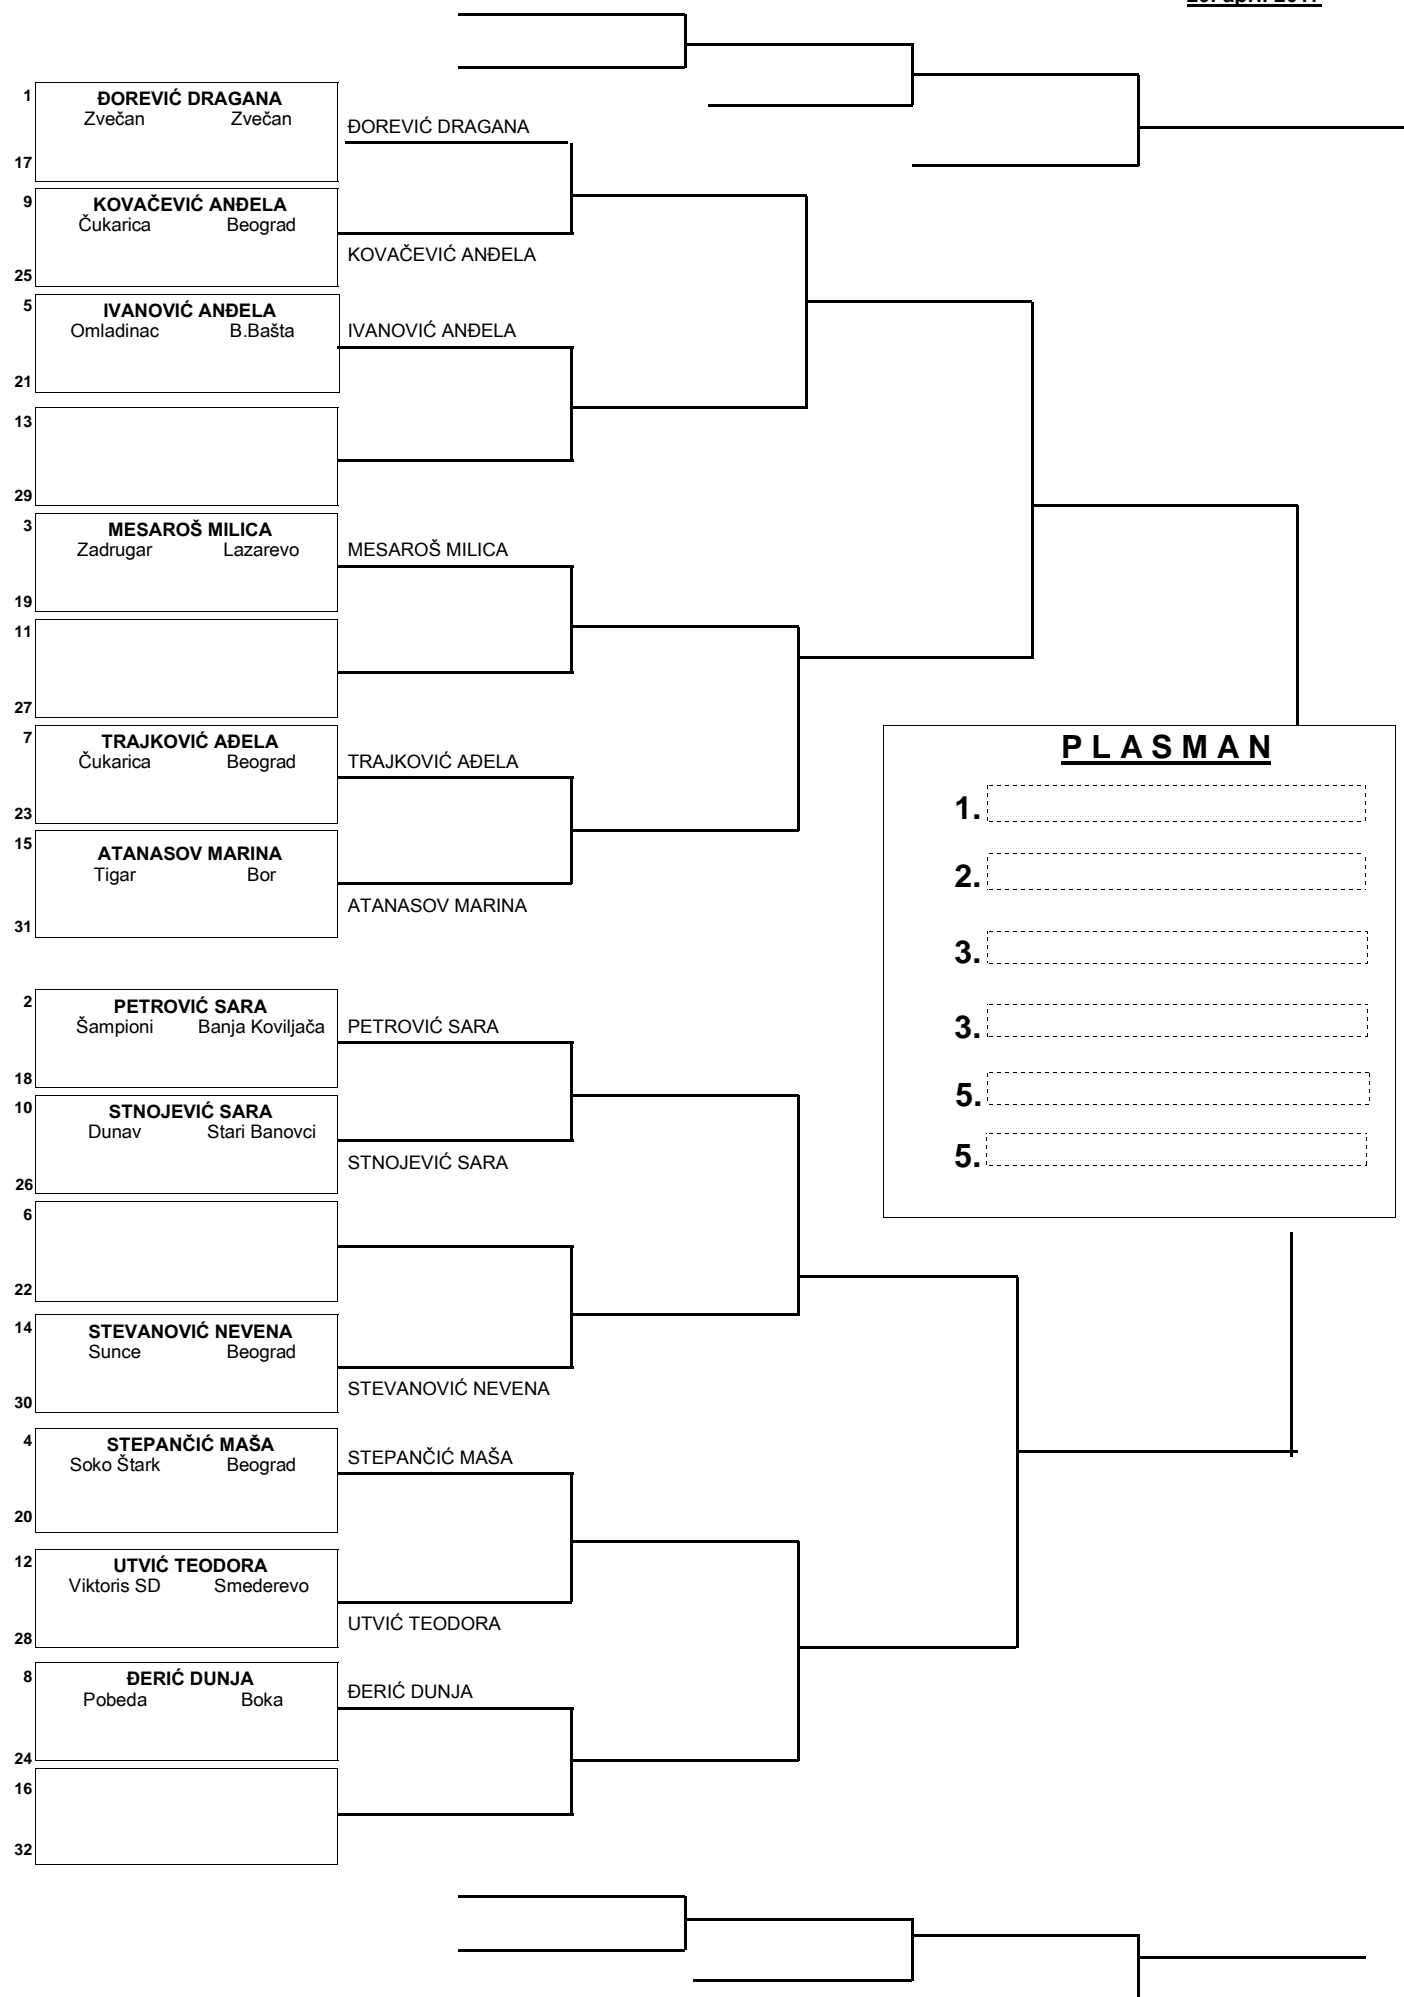 1
ĐOREVIĆ DRAGANA
Zvečan Zvečan
ĐOREVIĆ DRAGANA
17
9
KOVAČEVIĆ ANĐELA
Čukarica Beograd
KOVAČEVIĆ ANĐELA
25
5
IVANOVIĆ ANĐELA
Omladinac B.Bašta
IVANOVIĆ ANĐELA
21
13
29
3
MESAROŠ MILICA
Zadrugar Lazarevo
MESAROŠ MILICA
19
11
27
7
TRAJKOVIĆ AĐELA
Čukarica Beograd
TRAJKOVIĆ AĐELA
23
15
ATANASOV MARINA
Tigar Bor
ATANASOV MARINA
31
PLASMAN
1.
2.
3.
3.
5.
5.
2
PETROVIĆ SARA
Šampioni Banja Koviljača
PETROVIĆ SARA
18
10
STNOJEVIĆ SARA
Dunav Stari Banovci
STNOJEVIĆ SARA
26
6
22
14
STEVANOVIĆ NEVENA
Sunce Beograd
STEVANOVIĆ NEVENA
30
4
STEPANČIĆ MAŠA
Soko Štark Beograd
STEPANČIĆ MAŠA
20
12
UTVIĆ TEODORA
Viktoris SD Smederevo
UTVIĆ TEODORA
28
8
ĐERIĆ DUNJA
Pobeda Boka
ĐERIĆ DUNJA
24
16
32